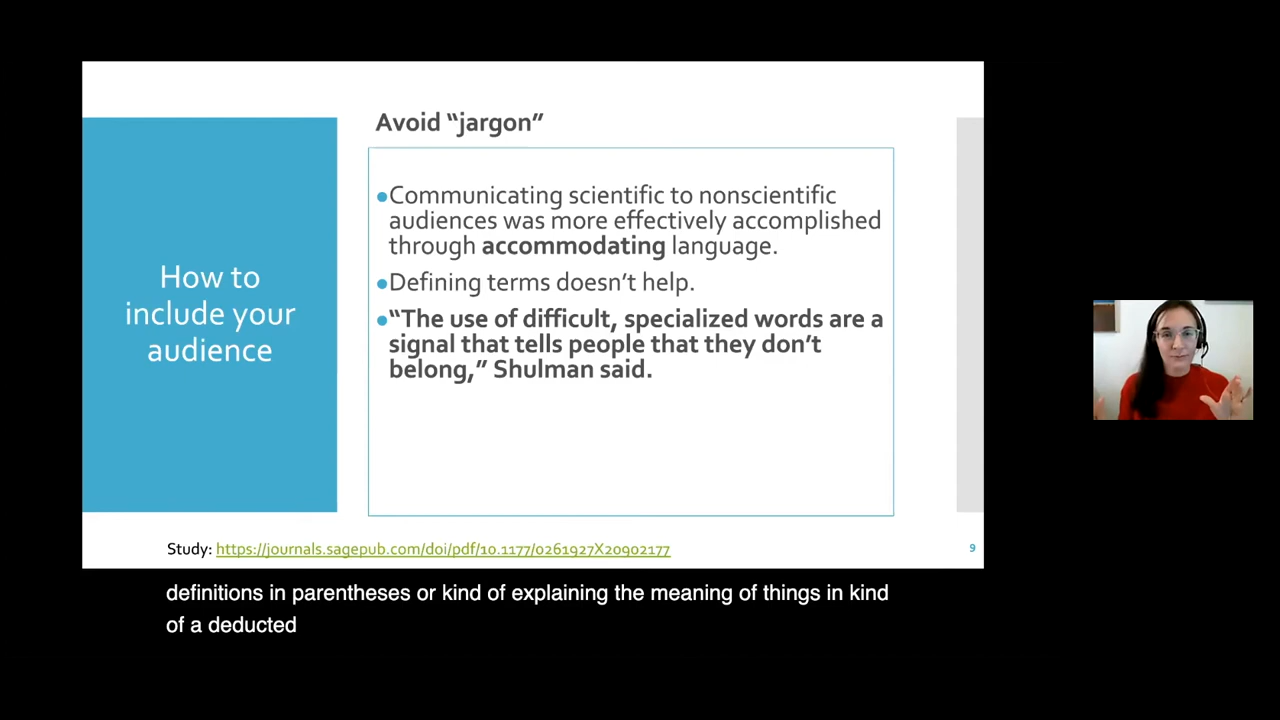 Avoid “jargon”
How to
include your
audience
●Communicating scientific to nonscientific
audiences was more effectively accomplished
through accommodating language.
●Defining terms doesn’t help.
●“The use of difficult, specialized words are a
signal that tells people that they don’t
belong,” Shulman said.
Study: https://journals.sagepub.com/doi/pdf/10.1177/0261927X20902177
9
definitions in parentheses or kind of explaining the meaning of things in kind
of a deducted